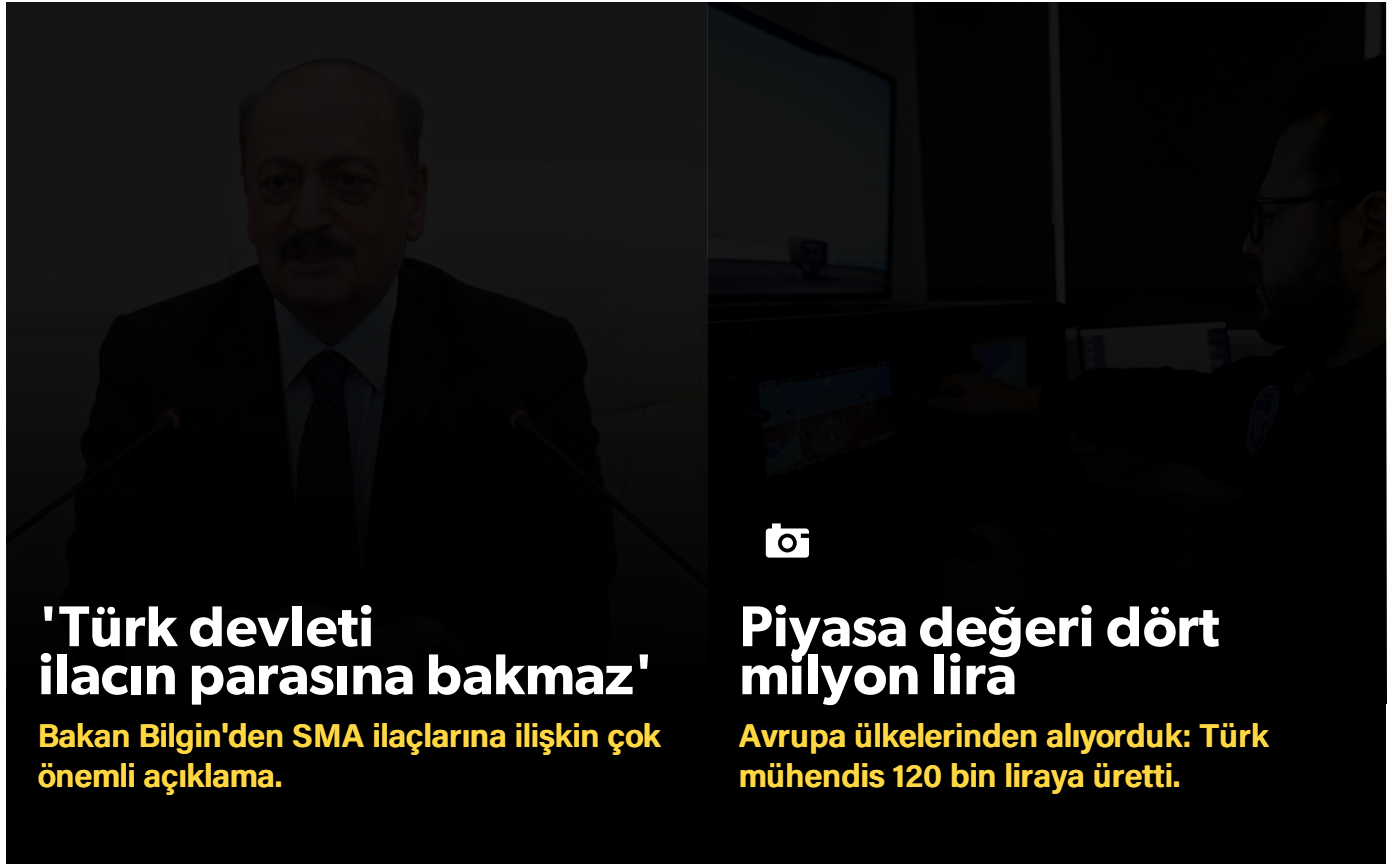 'Türk devleti
ilacın parasına bakmaz'
Bakan Bilgin'den SMA ilaçlarına ilişkin çok
önemli açıklama.
Piyasa değeri dört
milyon lira
Avrupa ülkelerinden alıyorduk: Türk
mühendis 120 bin liraya üretti.